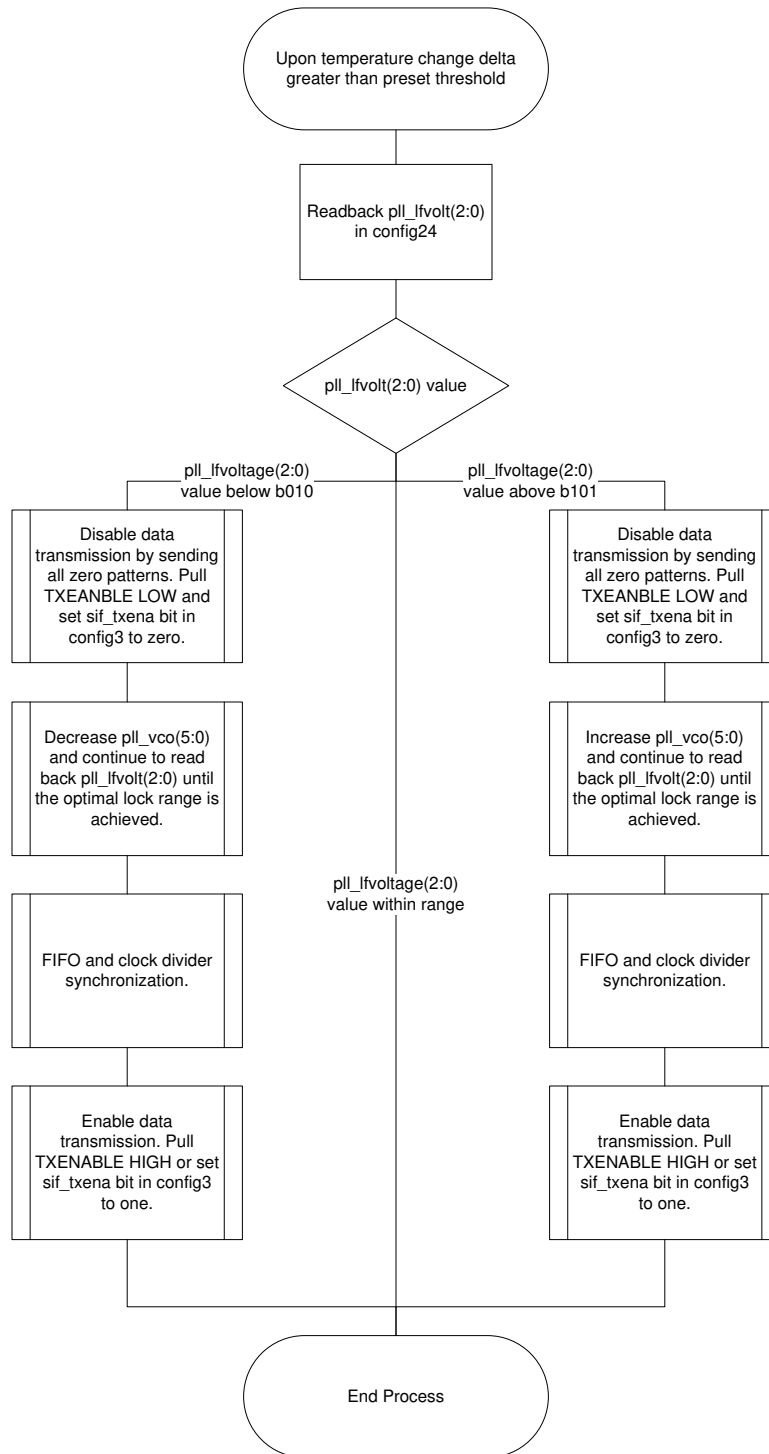 Upon temperature change delta
greater than preset threshold
Readback pll_lfvolt(2:0)
in config24
pll_lfvolt(2:0) value
pll_lfvoltage(2:0)
value below b010
pll_lfvoltage(2:0)
value above b101
Disable data
transmission by sending
all zero patterns. Pull
TXEANBLE LOW and
set sif_txena bit in
config3 to zero.
Decrease pll_vco(5:0)
and continue to read
back pll_lfvolt(2:0) until
the optimal lock range is
achieved.
FIFO and clock divider
synchronization.
Enable data
transmission. Pull
TXENABLE HIGH or set
sif_txena bit in config3
to one.
pll_lfvoltage(2:0)
value within range
Disable data
transmission by sending
all zero patterns. Pull
TXEANBLE LOW and
set sif_txena bit in
config3 to zero.
Increase pll_vco(5:0)
and continue to read
back pll_lfvolt(2:0) until
the optimal lock range is
achieved.
FIFO and clock divider
synchronization.
Enable data
transmission. Pull
TXENABLE HIGH or set
sif_txena bit in config3
to one.
End Process